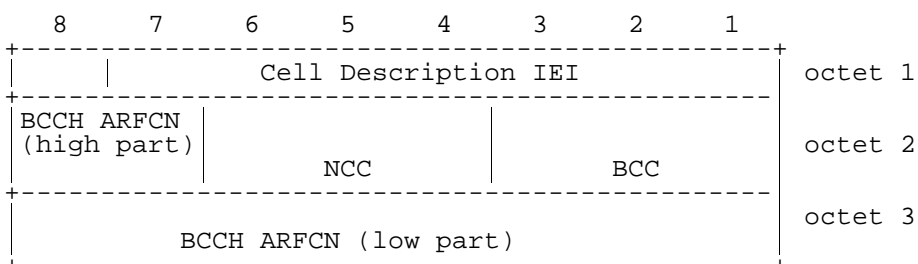 8 7 6 5 4 3 2 1
Cell Description IEI octet 1
BCCH ARFCN
(high part) octet 2
NCC BCC
octet 3
BCCH ARFCN (low part)